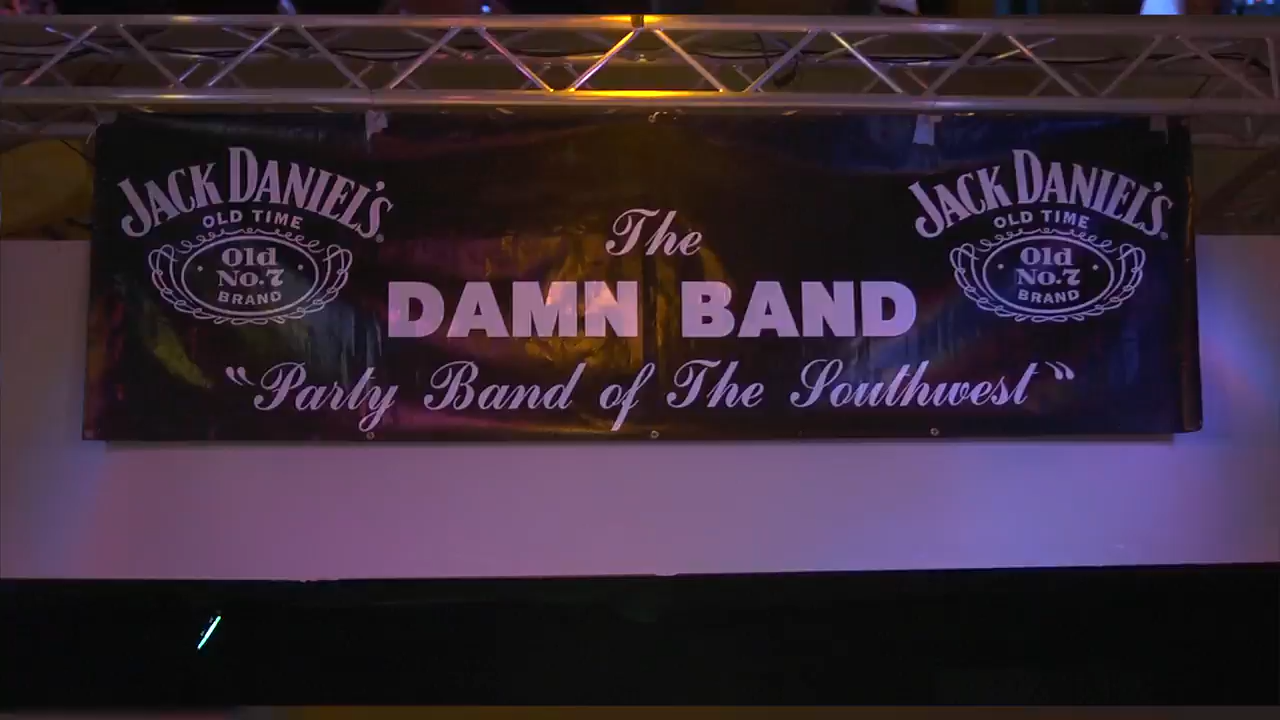 JACK DANIEL'S
OLD TIME
Old
No.7
BRAND
The
DAMN BAND
"Party Band of The Southwest"
JACK DANIEL'S
OLD TIME
Old
No.7
BRAND